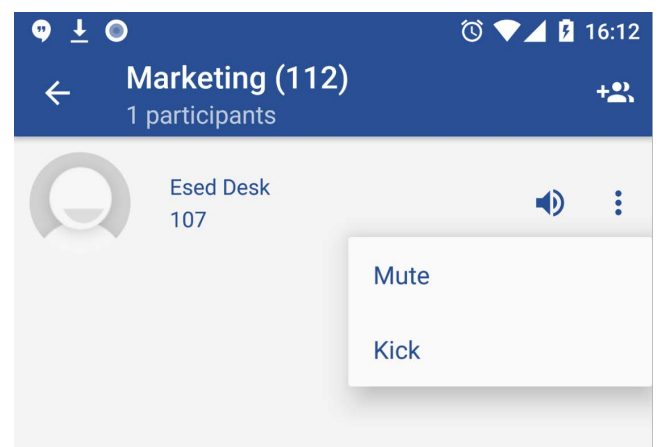 16:12
Marketing (112)
1 participants
Esed Desk
107
Mute
Kick